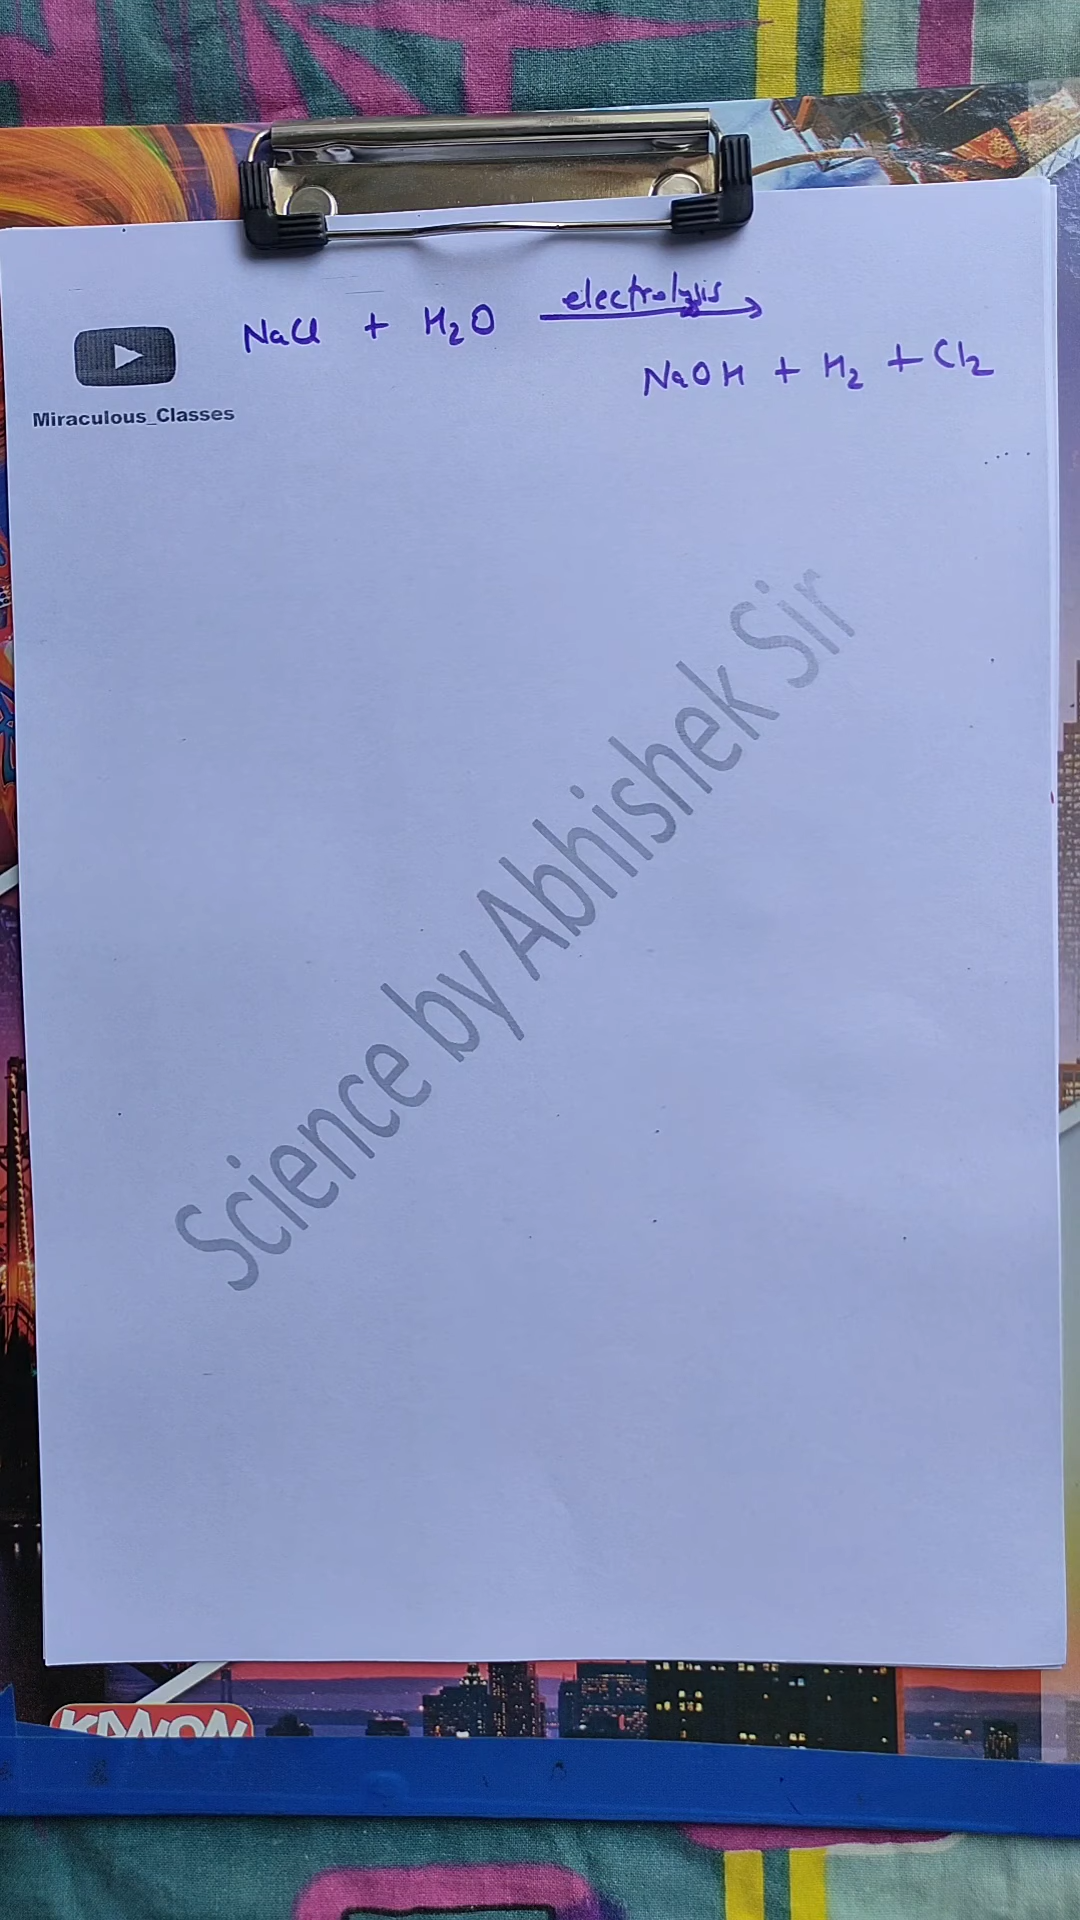 NaCl + H₂O electrolysis →
NaOH + H₂ + Cl₂
Miraculous_Classes
Science by Abhishek Sir